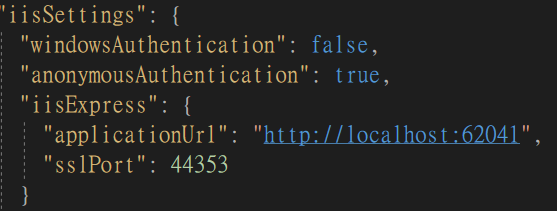 "iisSettings": {
"windowsAuthentication": false,
"anonymousAuthentication": true,
"iisExpress": {
"applicationUrl": "http://localhost:62041",
"sslPort": 44353
}